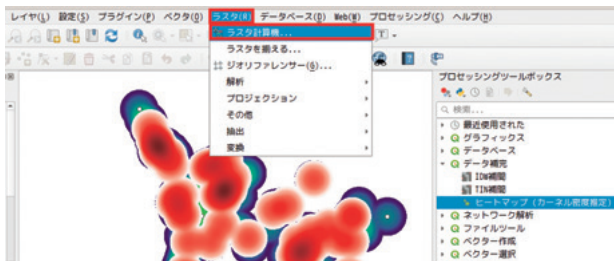 レイヤ(L) 設定(S) プラグイン(P) ベクタ(O) ラスタ(R) データベース(D) Web(W) プロセッシング(C) ヘルプ(H)
ラスタ計算機...
ラスタを揃える...
ジオリファレンサー(G)...
解析
プロジェクション
その他
抽出
変換
プロセッシングツールボックス
検索...
最近使用された
グラフィックス
データベース
データ補完
IDW補間
TIN補間
ヒートマップ (カーネル密度推定)
ネットワーク解析
ファイルツール
ベクター作成
ベクター選択